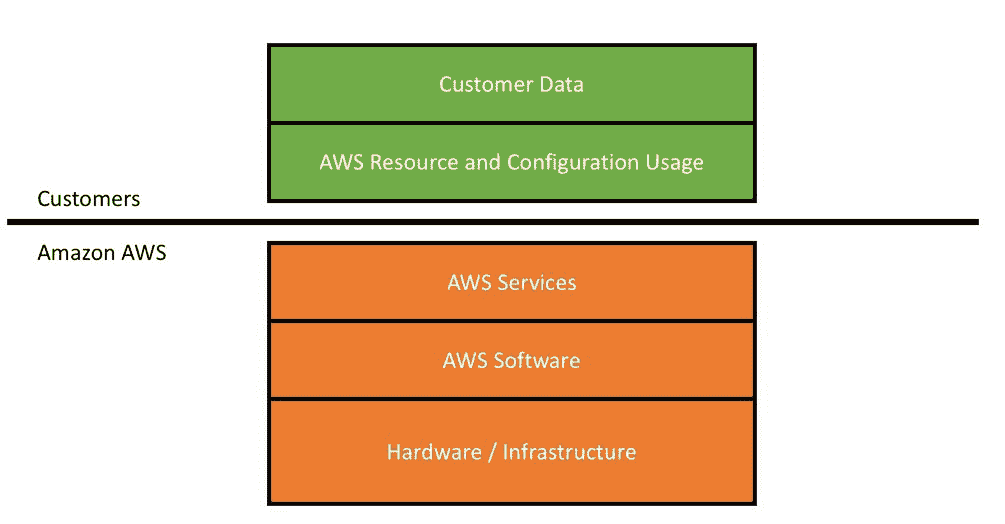 Customer Data
AWS Resource and Configuration Usage
Customers
Amazon AWS
AWS Services
AWS Software
Hardware / Infrastructure